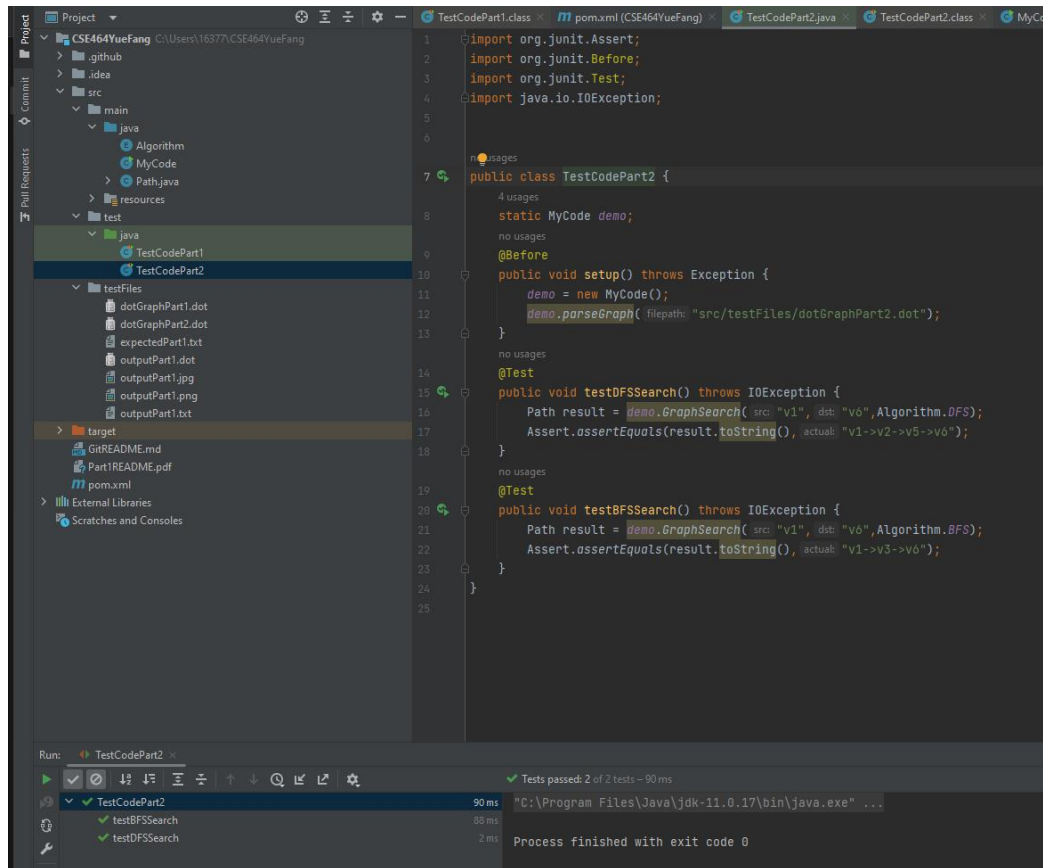 Project
TestCodePart1.class
pom.xml (CSE464YueFang)
TestCodePart2.java
TestCodePart2.class
MyCo
Project
Commit
Pull Requests
CSE464YueFang C:\Users\16377\CSE464YueFang
.github
.idea
src
main
java
Algorithm
MyCode
Path.java
resources
test
java
TestCodePart1
TestCodePart2
testFiles
dotGraphPart1.dot
dotGraphPart2.dot
expectedPart1.txt
outputPart1.dot
outputPart1.jpg
outputPart1.png
outputPart1.txt
target
GitREADME.md
Part1README.pdf
pom.xml
External Libraries
Scratches and Consoles
1 import org.junit.Assert;
2 import org.junit.Before;
3 import org.junit.Test;
4 import java.io.IOException;
5
6
usages
7 public class TestCodePart2 {
4 usages
8 static MyCode demo;
no usages
9 @Before
10 public void setup() throws Exception {
11 demo = new MyCode();
12 demo.parseGraph( filepath: "src/testFiles/dotGraphPart2.dot");
13 }
no usages
14 @Test
15 public void testDFSSearch() throws IOException {
16 Path result = demo.GraphSearch( src: "v1", dst: "v6",Algorithm.DFS);
17 Assert.assertEquals(result.toString(), actual: "v1->v2->v5->v6");
18 }
no usages
19 @Test
20 public void testBFSSearch() throws IOException {
21 Path result = demo.GraphSearch( src: "v1", dst: "v6",Algorithm.BFS);
22 Assert.assertEquals(result.toString(), actual: "v1->v3->v6");
23 }
24 }
25
Run: TestCodePart2
Tests passed: 2 of 2 tests – 90 ms
TestCodePart2 90 ms
testBFSSearch 88 ms
testDFSSearch 2 ms
"C:\Program Files\Java\jdk-11.0.17\bin\java.exe" ...
Process finished with exit code 0